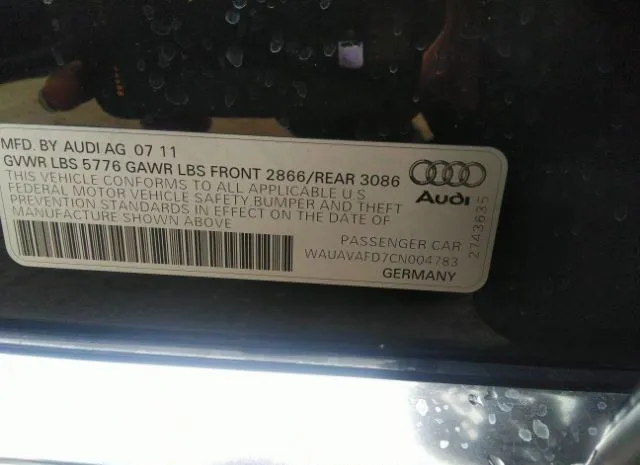 MFD. BY AUDI AG 07 11
GVWR LBS 5776 GAWR LBS FRONT 2866/REAR 3086
THIS VEHICLE CONFORMS TO ALL APPLICABLE U S
FEDERAL MOTOR VEHICLE SAFETY, BUMPER AND THEFT
PREVENTION STANDARDS IN EFFECT ON THE DATE OF
MANUFACTURE SHOWN ABOVE
Audi
PASSENGER CAR
WAUAVAFD7CN004783
GERMANY
2743635